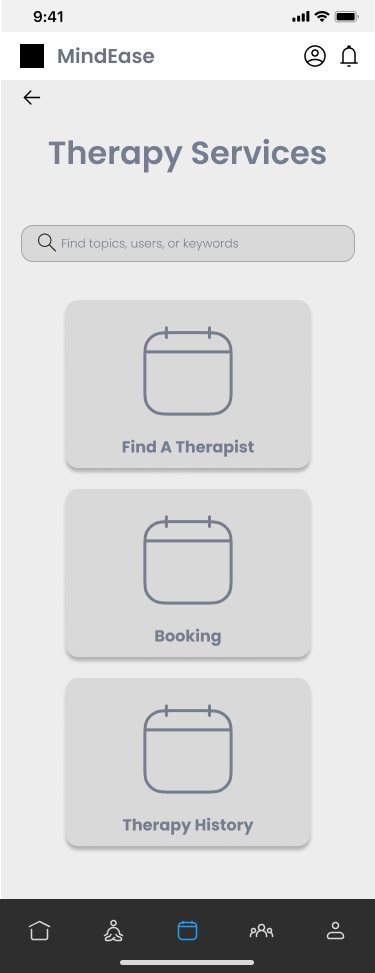 9:41
MindEase
Therapy Services
Find topics, users, or keywords
Find A Therapist
Booking
Therapy History